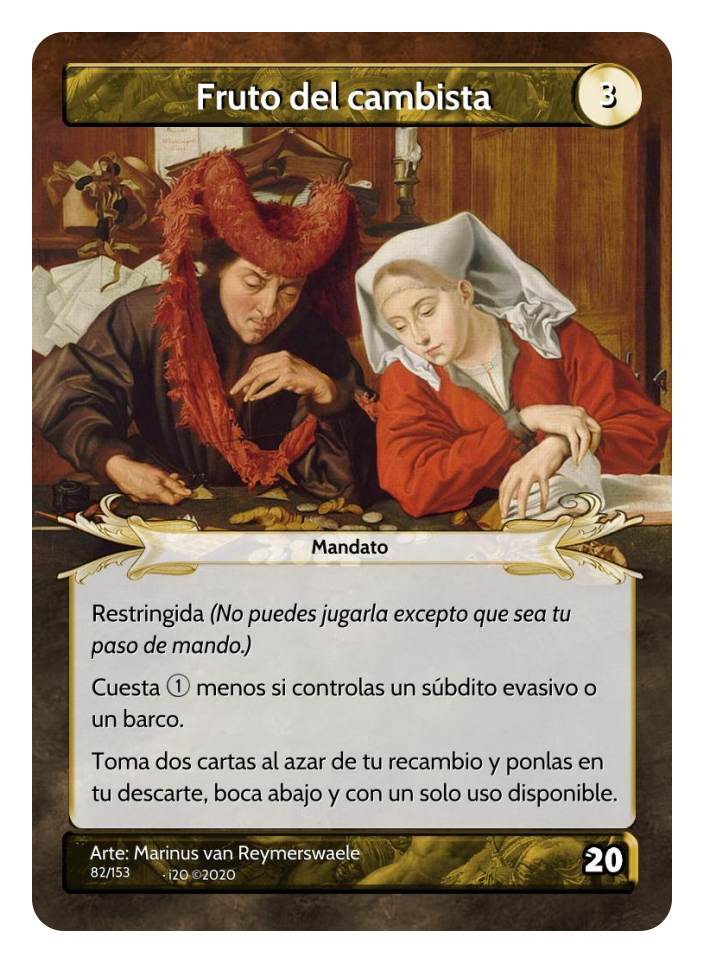 Fruto del cambista
3
Mandato
Restringida (No puedes jugarla excepto que sea tu
paso de mando.)
Cuesta ① menos si controlas un súbdito evasivo o
un barco.
Toma dos cartas al azar de tu recambio y ponlas en
tu descarte, boca abajo y con un solo uso disponible.
Arte: Marinus van Reymerswaele
20
82/153 · i20 ©2020